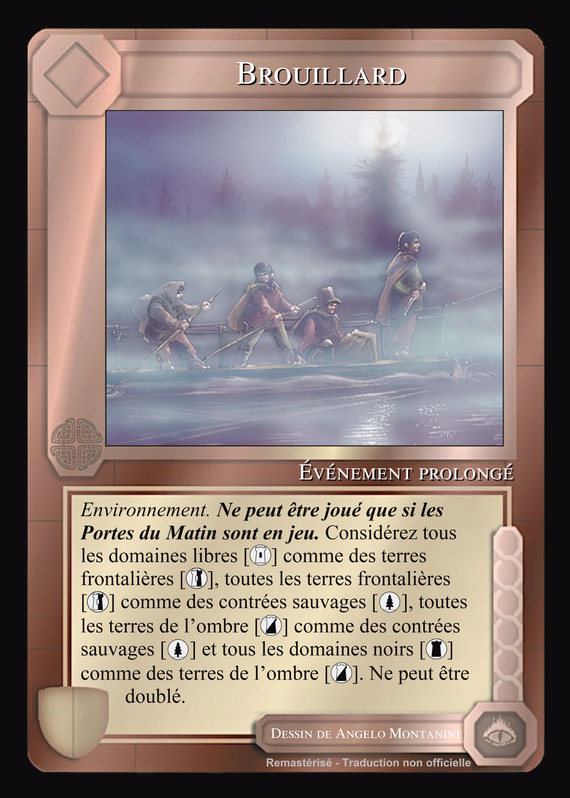 Brouillard
Événement prolongé
Environnement. Ne peut être joué que si les
Portes du Matin sont en jeu. Considérez tous
les domaines libres [] comme des terres
frontalières [], toutes les terres frontalières
[] comme des contrées sauvages [], toutes
les terres de l’ombre [] comme des contrées
sauvages [] et tous les domaines noirs []
comme des terres de l’ombre []. Ne peut être
doublé.
Dessin de Angelo Montanini
Remastérisé - Traduction non officielle